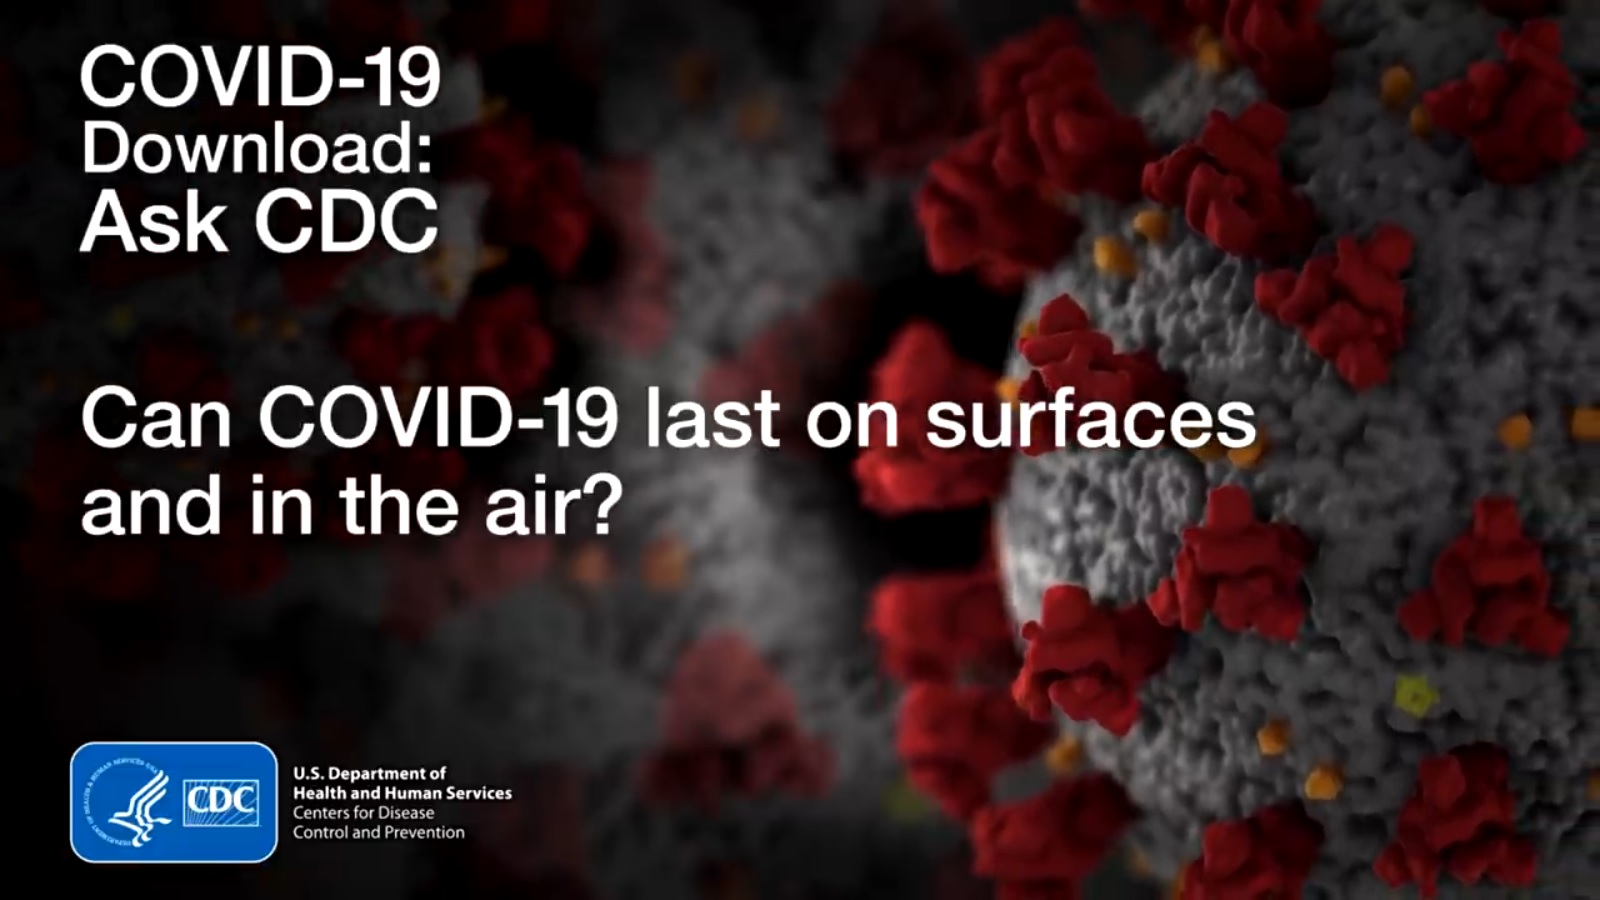 COVID-19
Download:
Ask CDC
Can COVID-19 last on surfaces
and in the air?
CDC
U.S. Department of
Health and Human Services
Centers for Disease
Control and Prevention